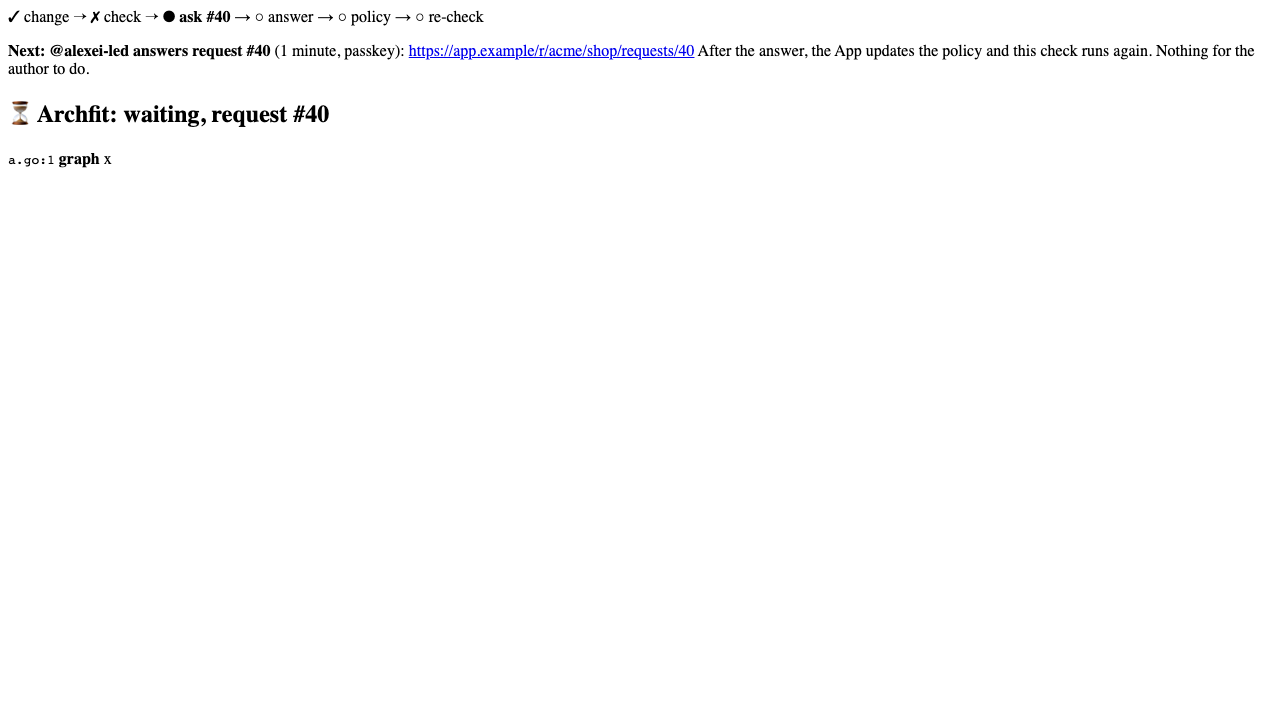 ✓ change → ✗ check → ● ask #40 → ○ answer → ○ policy → ○ re-check
Next: @alexei-led answers request #40 (1 minute, passkey): https://app.example/r/acme/shop/requests/40 After the answer, the App updates the policy and this check runs again. Nothing for the
author to do.
⏳ Archfit: waiting, request #40
a.go:1 graph x